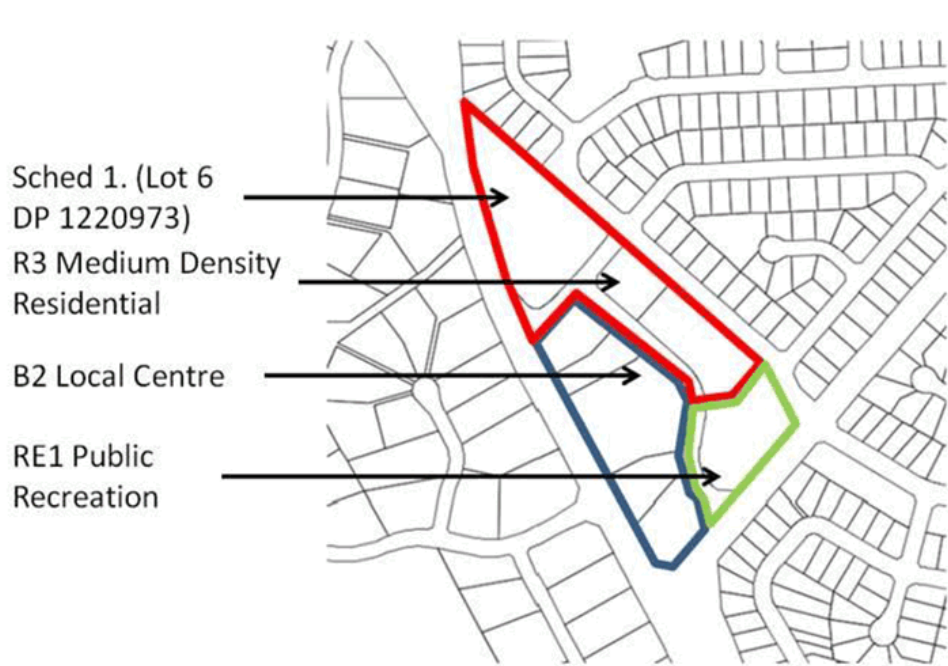 Sched 1. (Lot 6
DP 1220973)
R3 Medium Density
Residential
B2 Local Centre
RE1 Public
Recreation